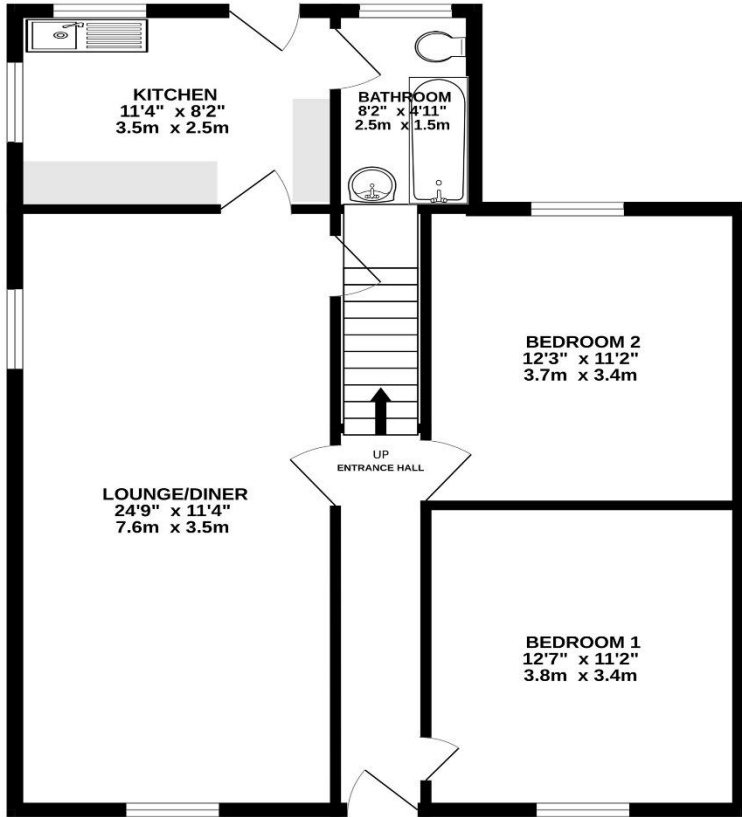 KITCHEN
11'4" x 8'2"
3.5m x 2.5m
BATHROOM
8'2" x 4'11"
2.5m x 1.5m
BEDROOM 2
12'3" x 11'2"
3.7m x 3.4m
UP
ENTRANCE HALL
LOUNGE/DINER
24'9" x 11'4"
7.6m x 3.5m
BEDROOM 1
12'7" x 11'2"
3.8m x 3.4m